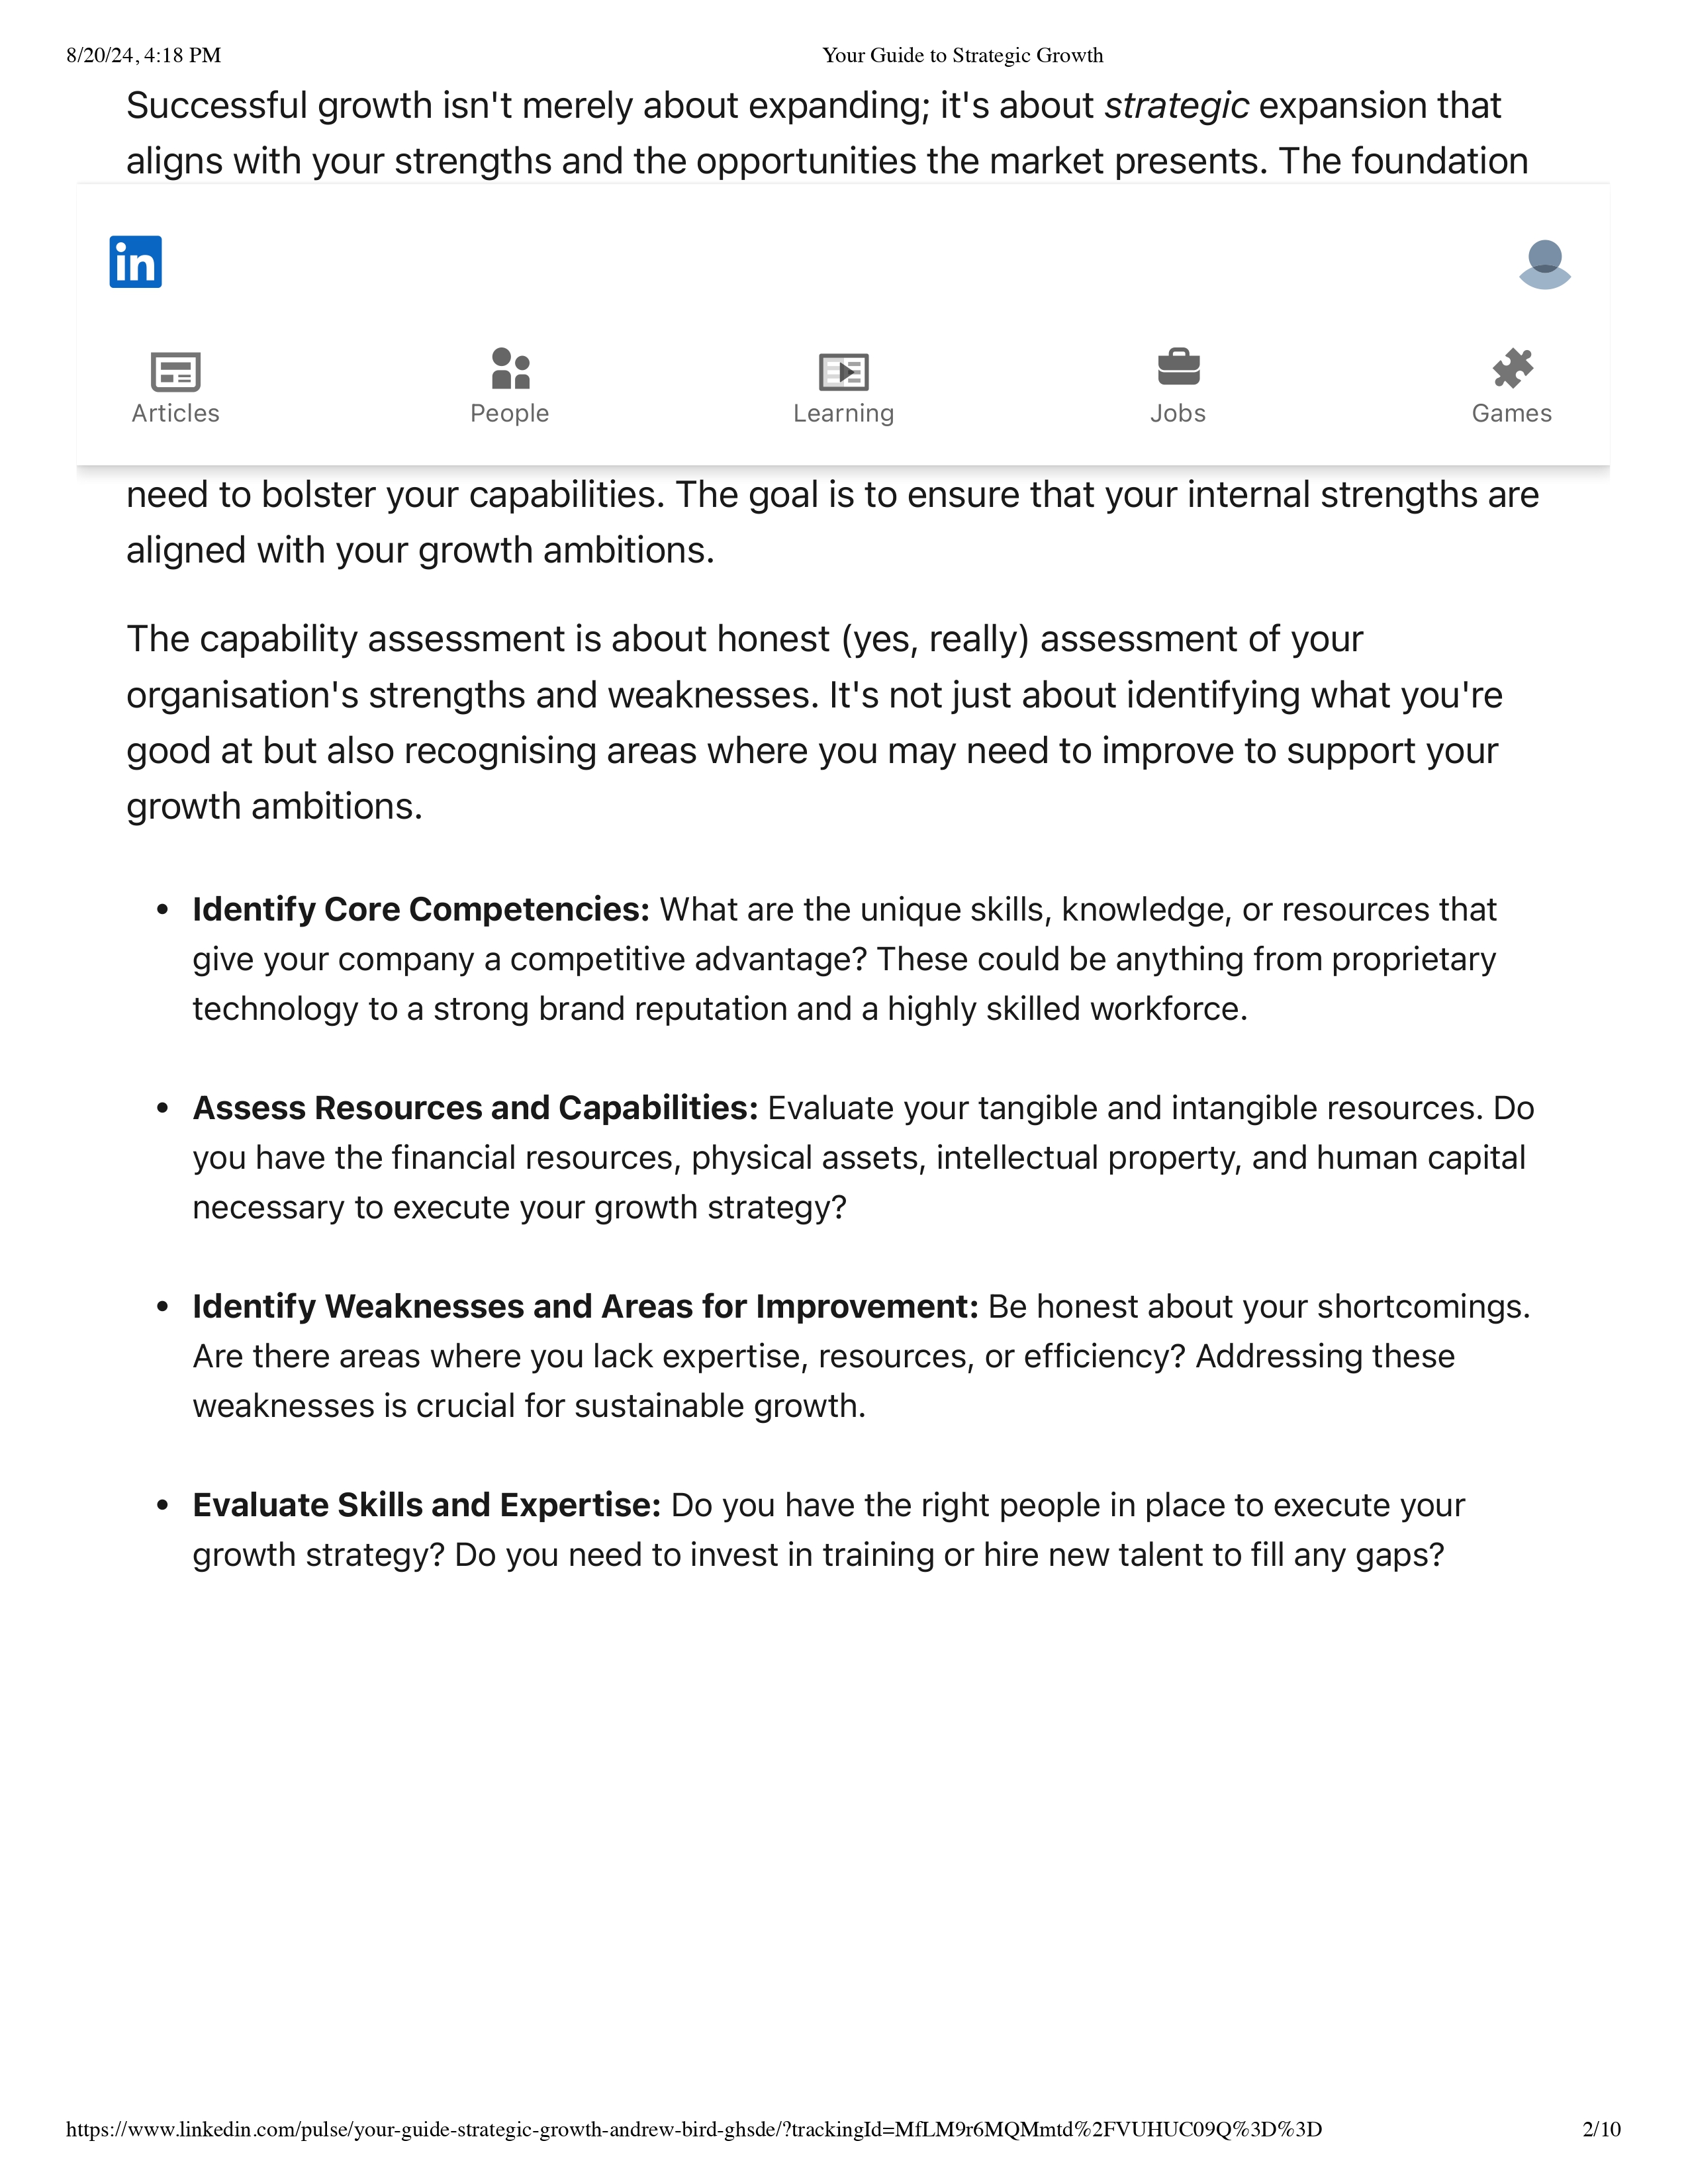 8/20/24, 4:18 PM
Your Guide to Strategic Growth
Successful growth isn't merely about expanding; it's about strategic expansion that
aligns with your strengths and the opportunities the market presents. The foundation
in
Articles
People
Learning
Jobs
Games
need to bolster your capabilities. The goal is to ensure that your internal strengths are
aligned with your growth ambitions.
The capability assessment is about honest (yes, really) assessment of your
organisation's strengths and weaknesses. It's not just about identifying what you're
good at but also recognising areas where you may need to improve to support your
growth ambitions.
• Identify Core Competencies: What are the unique skills, knowledge, or resources that
give your company a competitive advantage? These could be anything from proprietary
technology to a strong brand reputation and a highly skilled workforce.
• Assess Resources and Capabilities: Evaluate your tangible and intangible resources. Do
you have the financial resources, physical assets, intellectual property, and human capital
necessary to execute your growth strategy?
• Identify Weaknesses and Areas for Improvement: Be honest about your shortcomings.
Are there areas where you lack expertise, resources, or efficiency? Addressing these
weaknesses is crucial for sustainable growth.
• Evaluate Skills and Expertise: Do you have the right people in place to execute your
growth strategy? Do you need to invest in training or hire new talent to fill any gaps?
https://www.linkedin.com/pulse/your-guide-strategic-growth-andrew-bird-ghsde/?trackingId=MfLM9r6MQMmtd%2FVUHUC09Q%3D%3D
2/10